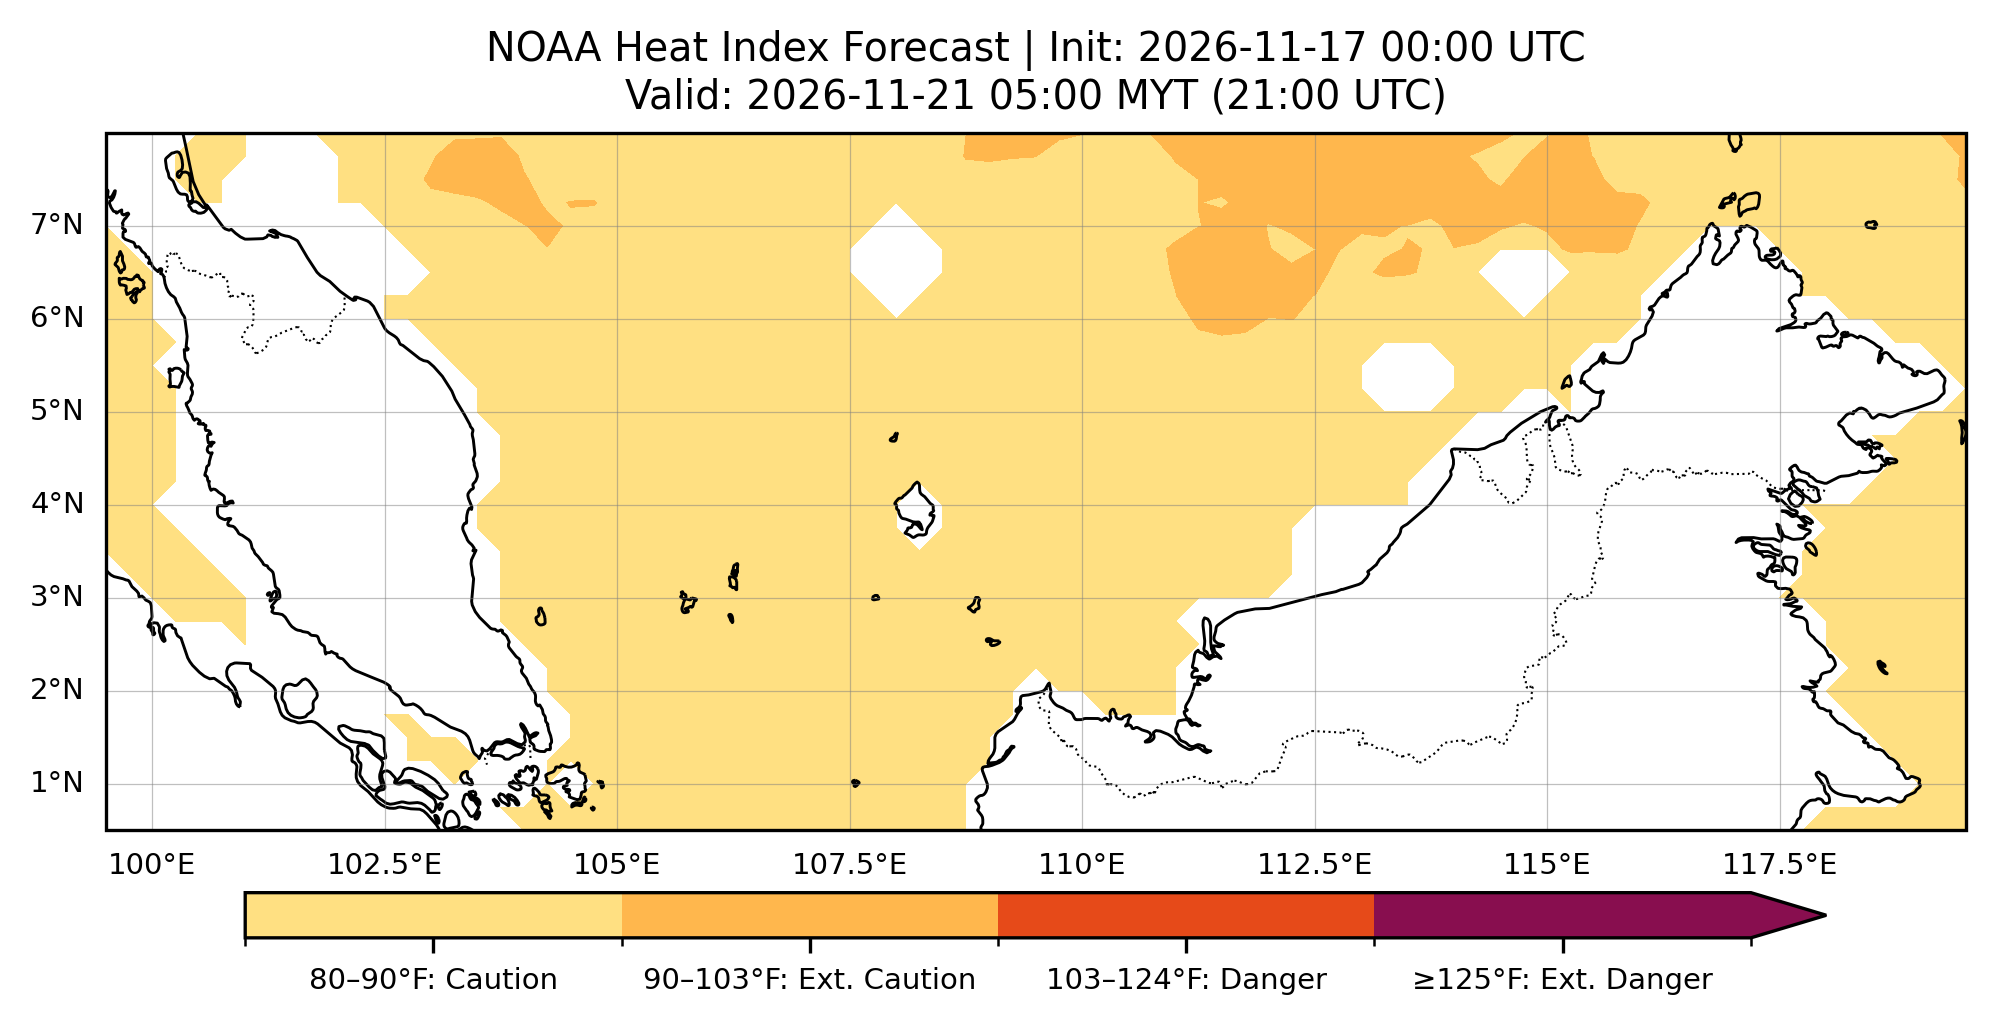 NOAA Heat Index Forecast | Init: 2026-11-17 00:00 UTC
Valid: 2026-11-21 05:00 MYT (21:00 UTC)
7°N
6°N
5°N
4°N
3°N
2°N
1°N
100°E 102.5°E 105°E 107.5°E 110°E 112.5°E 115°E 117.5°E
80–90°F: Caution 90–103°F: Ext. Caution 103–124°F: Danger ≥125°F: Ext. Danger